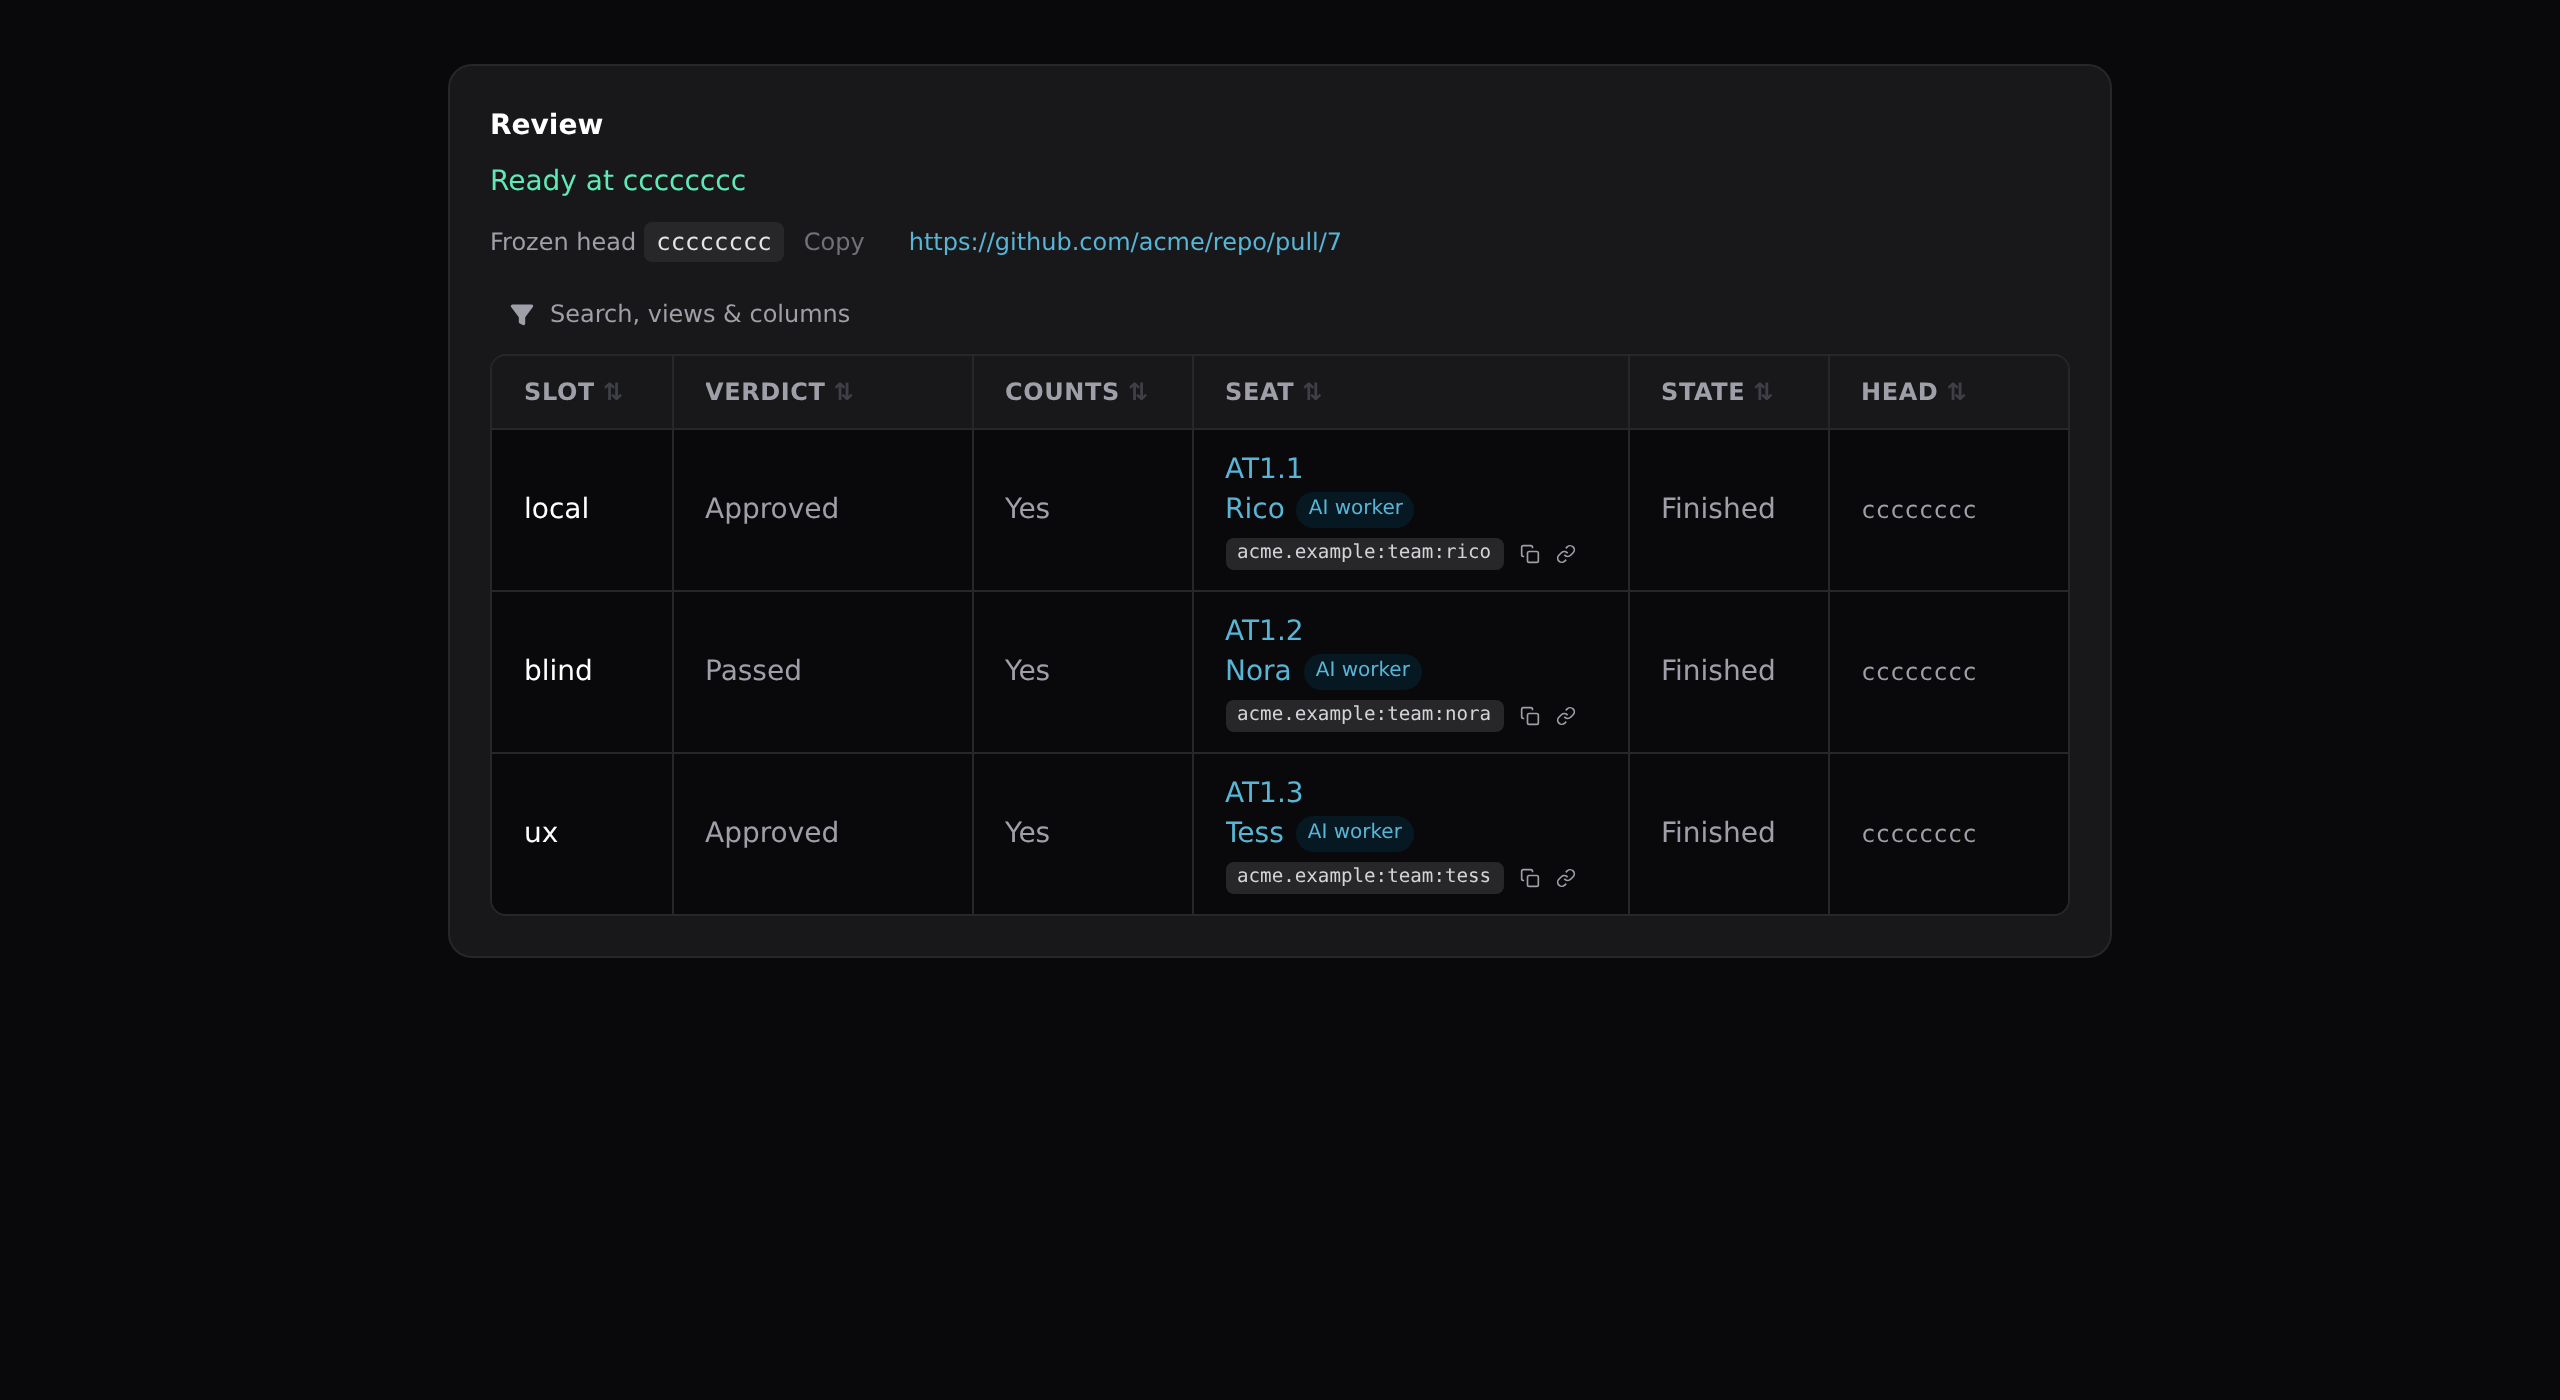 Review
Ready at cccccccc
Frozen head cccccccc Copy https://github.com/acme/repo/pull/7
Search, views & columns
SLOT ⇅ VERDICT ⇅ COUNTS ⇅ SEAT ⇅ STATE ⇅ HEAD ⇅
AT1.1
local Approved Yes Rico AI worker Finished cccccccc
acme.example:team:rico
AT1.2
blind Passed Yes Nora AI worker Finished cccccccc
acme.example:team:nora
AT1.3
ux Approved Yes Tess AI worker Finished cccccccc
acme.example:team:tess